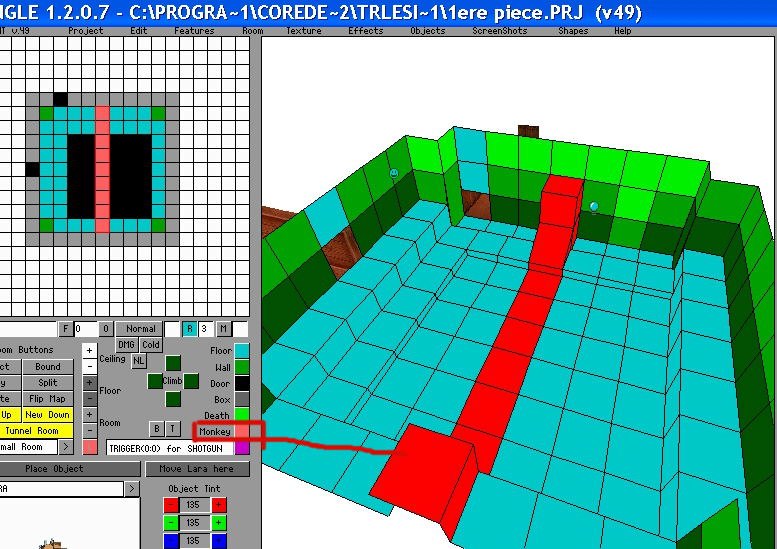 NGLE 1.2.0.7 - C:\PROGRA~1\COREDE~2\TRLESI~1\1ere piece.PRJ (v49)
v.49 Project Edit Features Room Texture Effects Objects ScreenShots Shapes Help
F 0 0 Normal R 3 M
DMG Cold
oom Buttons + Ceiling NL Floor
ct Bound - Wall
y Split + Floor Climb Door
te Flip Map - Box
Up New Down + Room Death
Tunnel Room - B T Monkey
mall Room > TRIGGER(0:0) for SHOTGUN
Place Object Move Lara here
RA > Object Tint
- 135 +
- 135 +
- 135 +